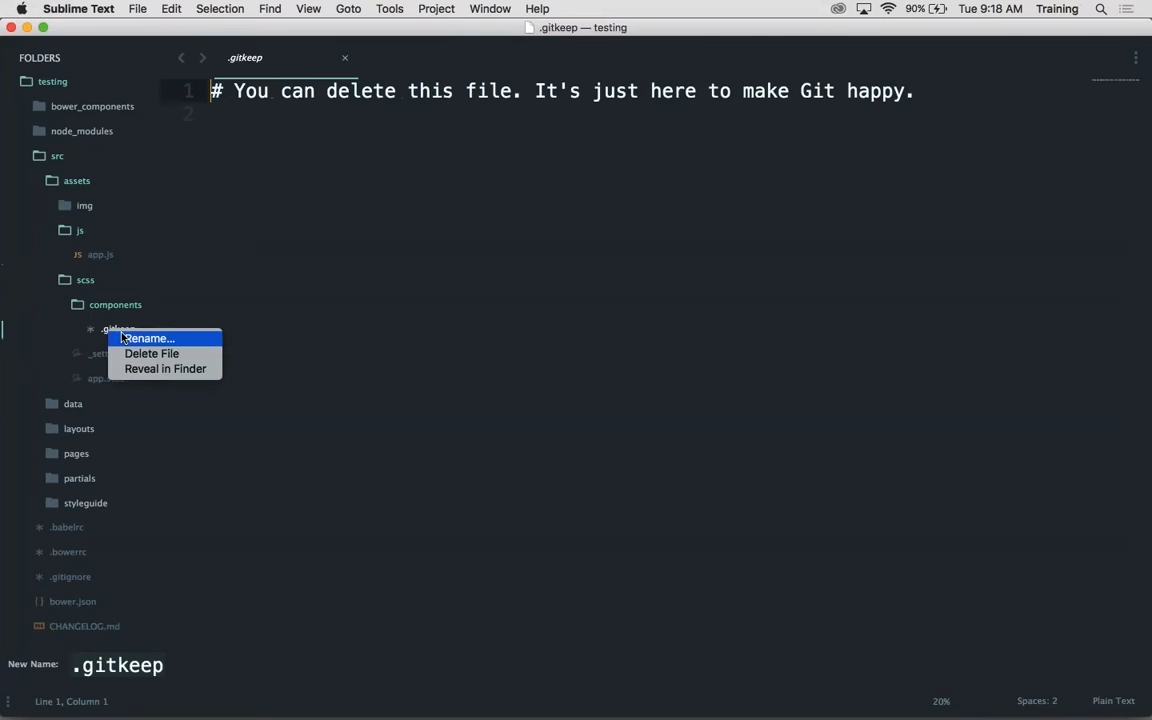 Sublime Text File Edit Selection Find View Goto Tools Project Window Help 90% Tue 9:18 AM Training
.gitkeep — testing
FOLDERS
.gitkeep
testing
1 # You can delete this file. It's just here to make Git happy.
bower_components
2
node_modules
src
assets
img
js
JS app.js
scss
components
Rename...
Delete File
Reveal in Finder
data
layouts
pages
partials
styleguide
.babelrc
.bowerrc
.gitignore
{ } bower.json
CHANGELOG.md
New Name: .gitkeep
Line 1, Column 1 20% Spaces: 2 Plain Text